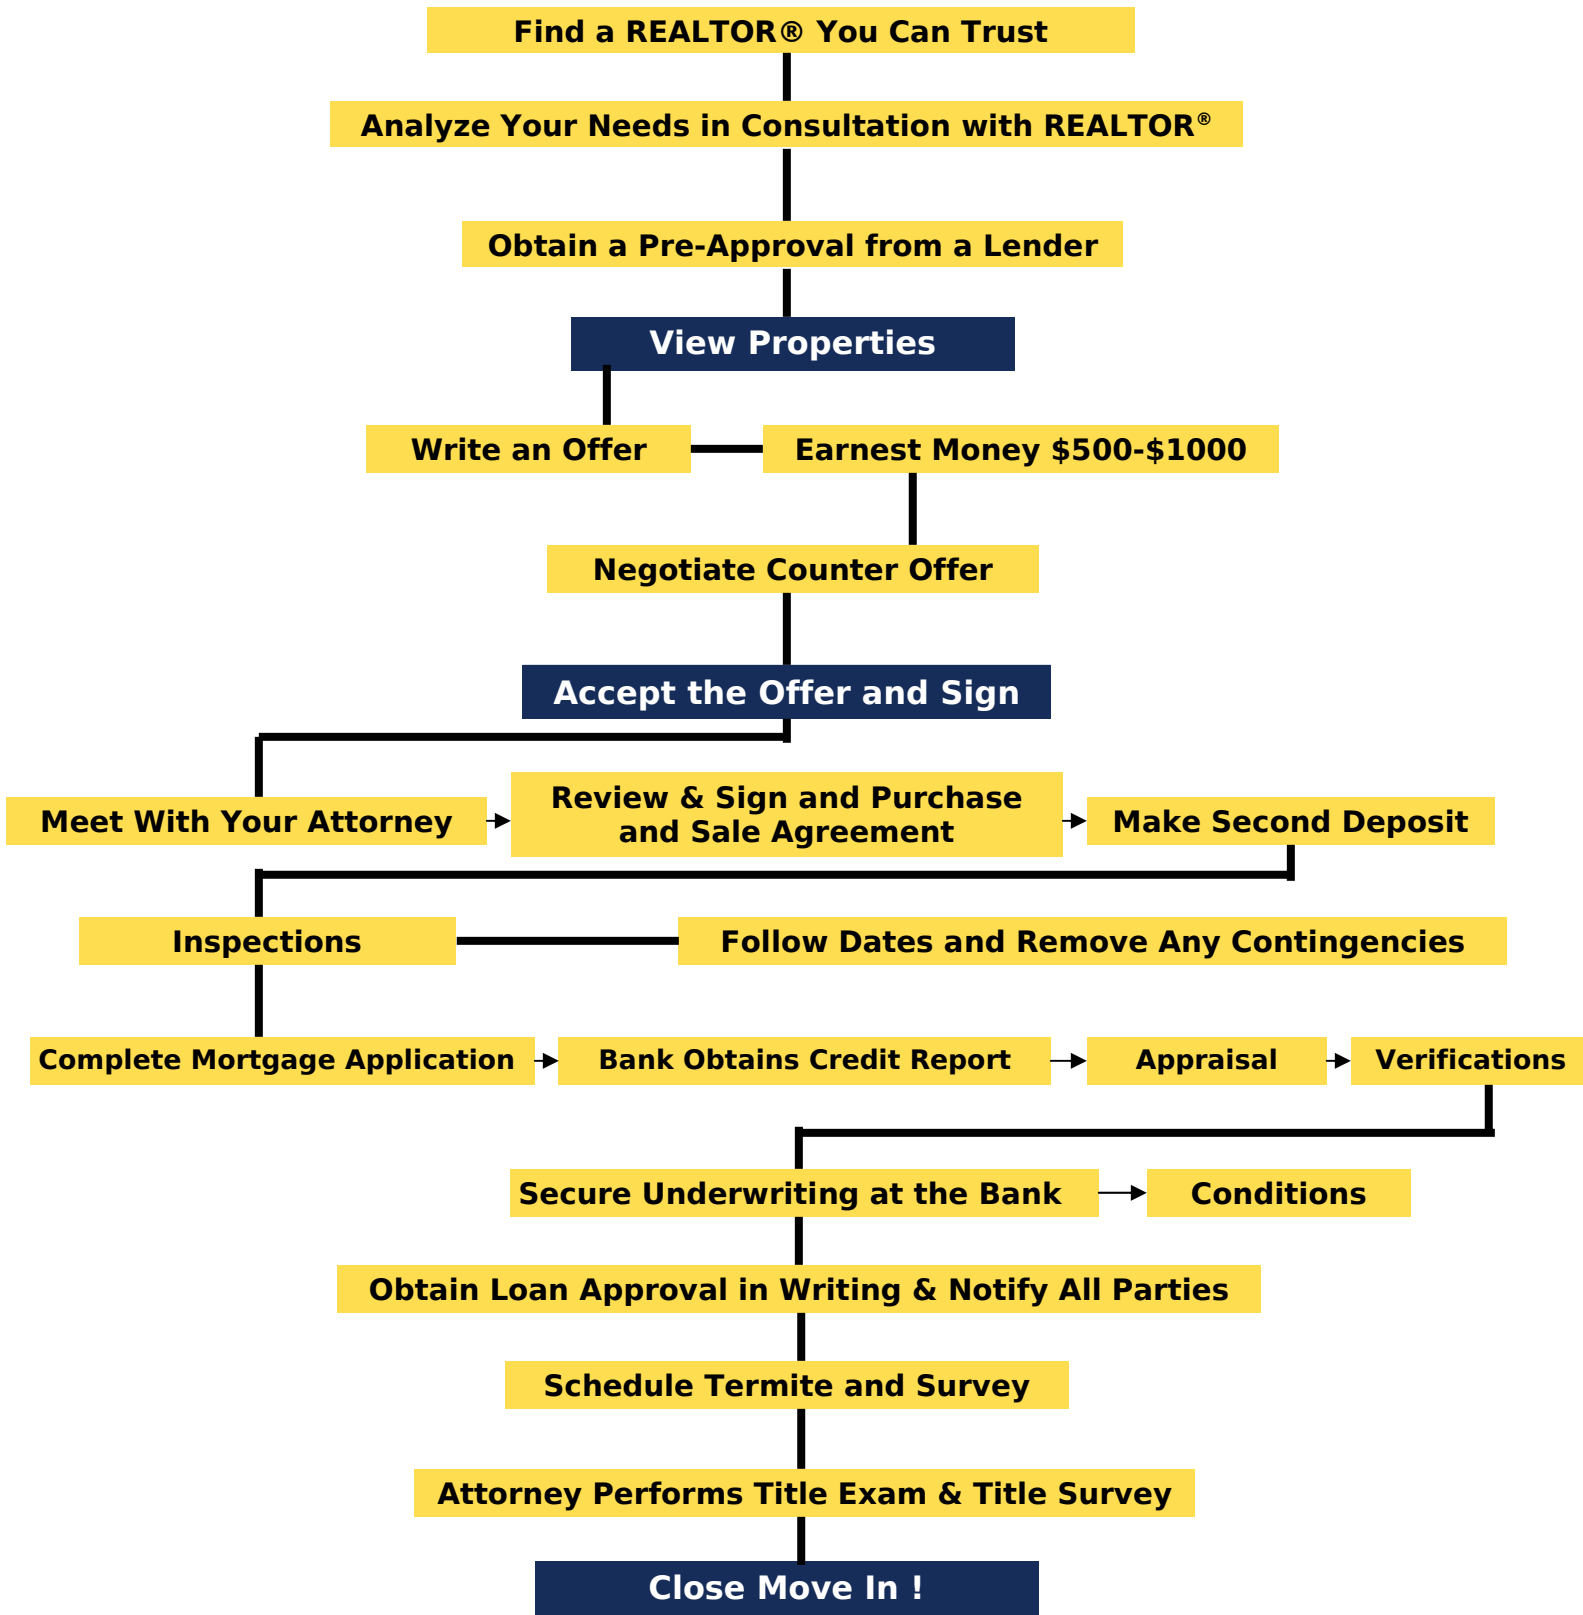 Find a REALTOR® You Can Trust
Analyze Your Needs in Consultation with REALTOR®
Obtain a Pre-Approval from a Lender
View Properties
Write an Offer
Earnest Money $500-$1000
Negotiate Counter Offer
Accept the Offer and Sign
Meet With Your Attorney
Review & Sign and Purchase
and Sale Agreement
Make Second Deposit
Inspections
Follow Dates and Remove Any Contingencies
Complete Mortgage Application
Bank Obtains Credit Report
Appraisal
Verifications
Secure Underwriting at the Bank
Conditions
Obtain Loan Approval in Writing & Notify All Parties
Schedule Termite and Survey
Attorney Performs Title Exam & Title Survey
Close Move In !